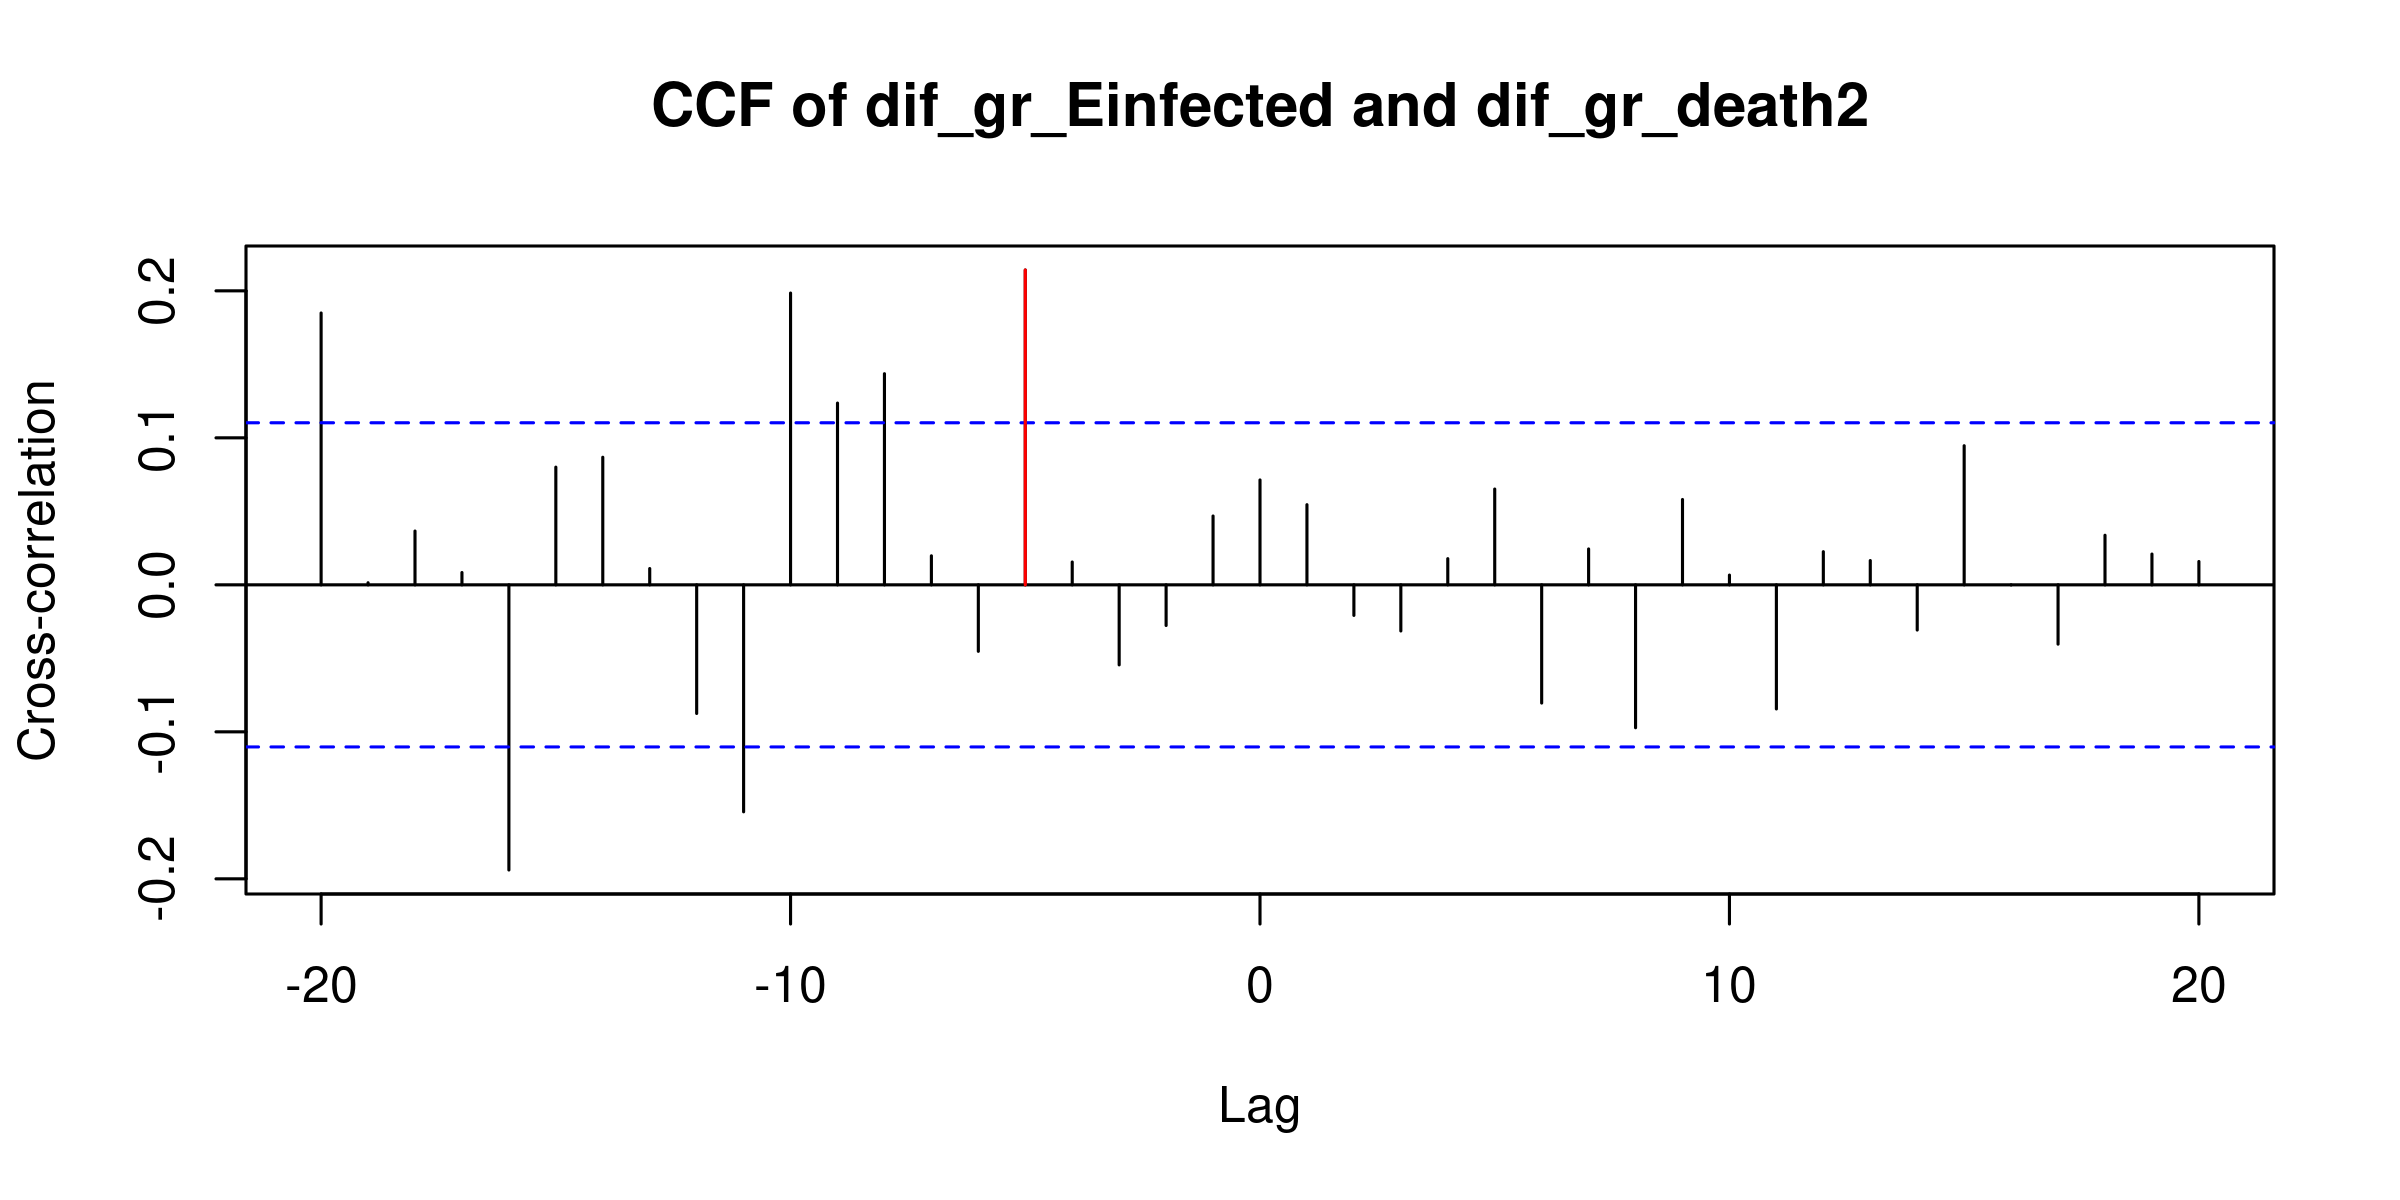 CCF of dif_gr_Einfected and dif_gr_death2
Cross-correlation
0.2
0.1
0.0
-0.1
-0.2
-20 -10 0 10 20
Lag